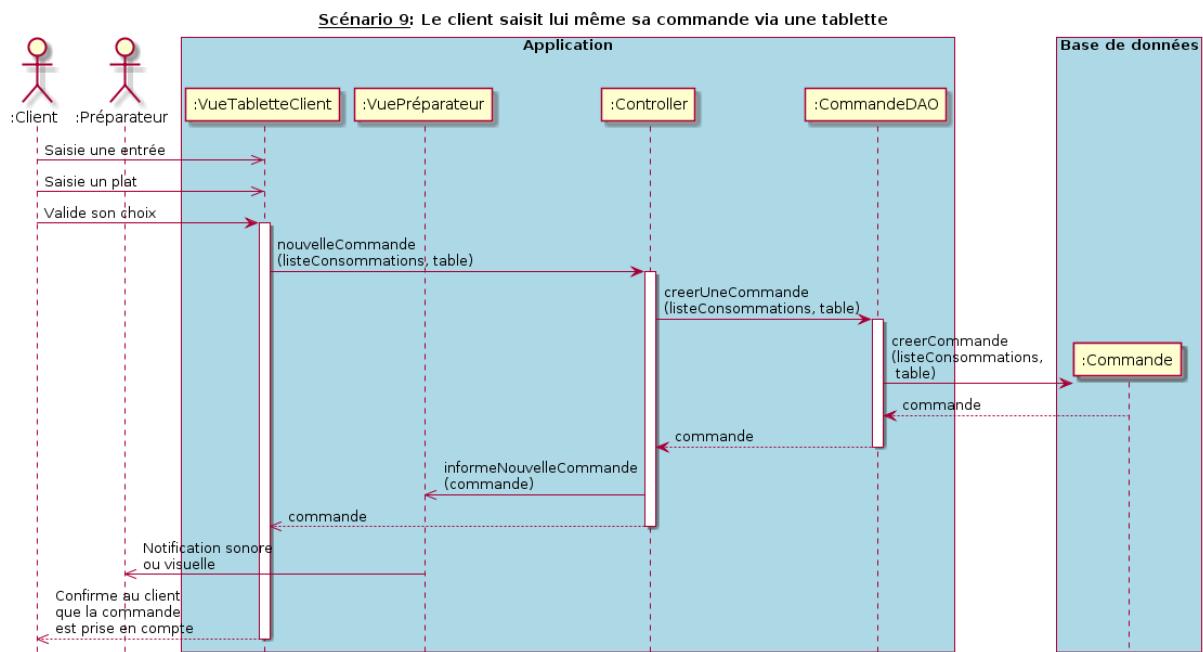 Scénario 9: Le client saisit lui même sa commande via une tablette
Application
Base de données
:Client
:Préparateur
:VueTabletteClient
:VuePréparateur
:Controller
:CommandeDAO
Saisie une entrée
Saisie un plat
Valide son choix
nouvelleCommande
(listeConsommations, table)
creerUneCommande
(listeConsommations, table)
creerCommande
(listeConsommations,
table)
:Commande
commande
commande
informeNouvelleCommande
(commande)
commande
Notification sonore
ou visuelle
Confirme au client
que la commande
est prise en compte